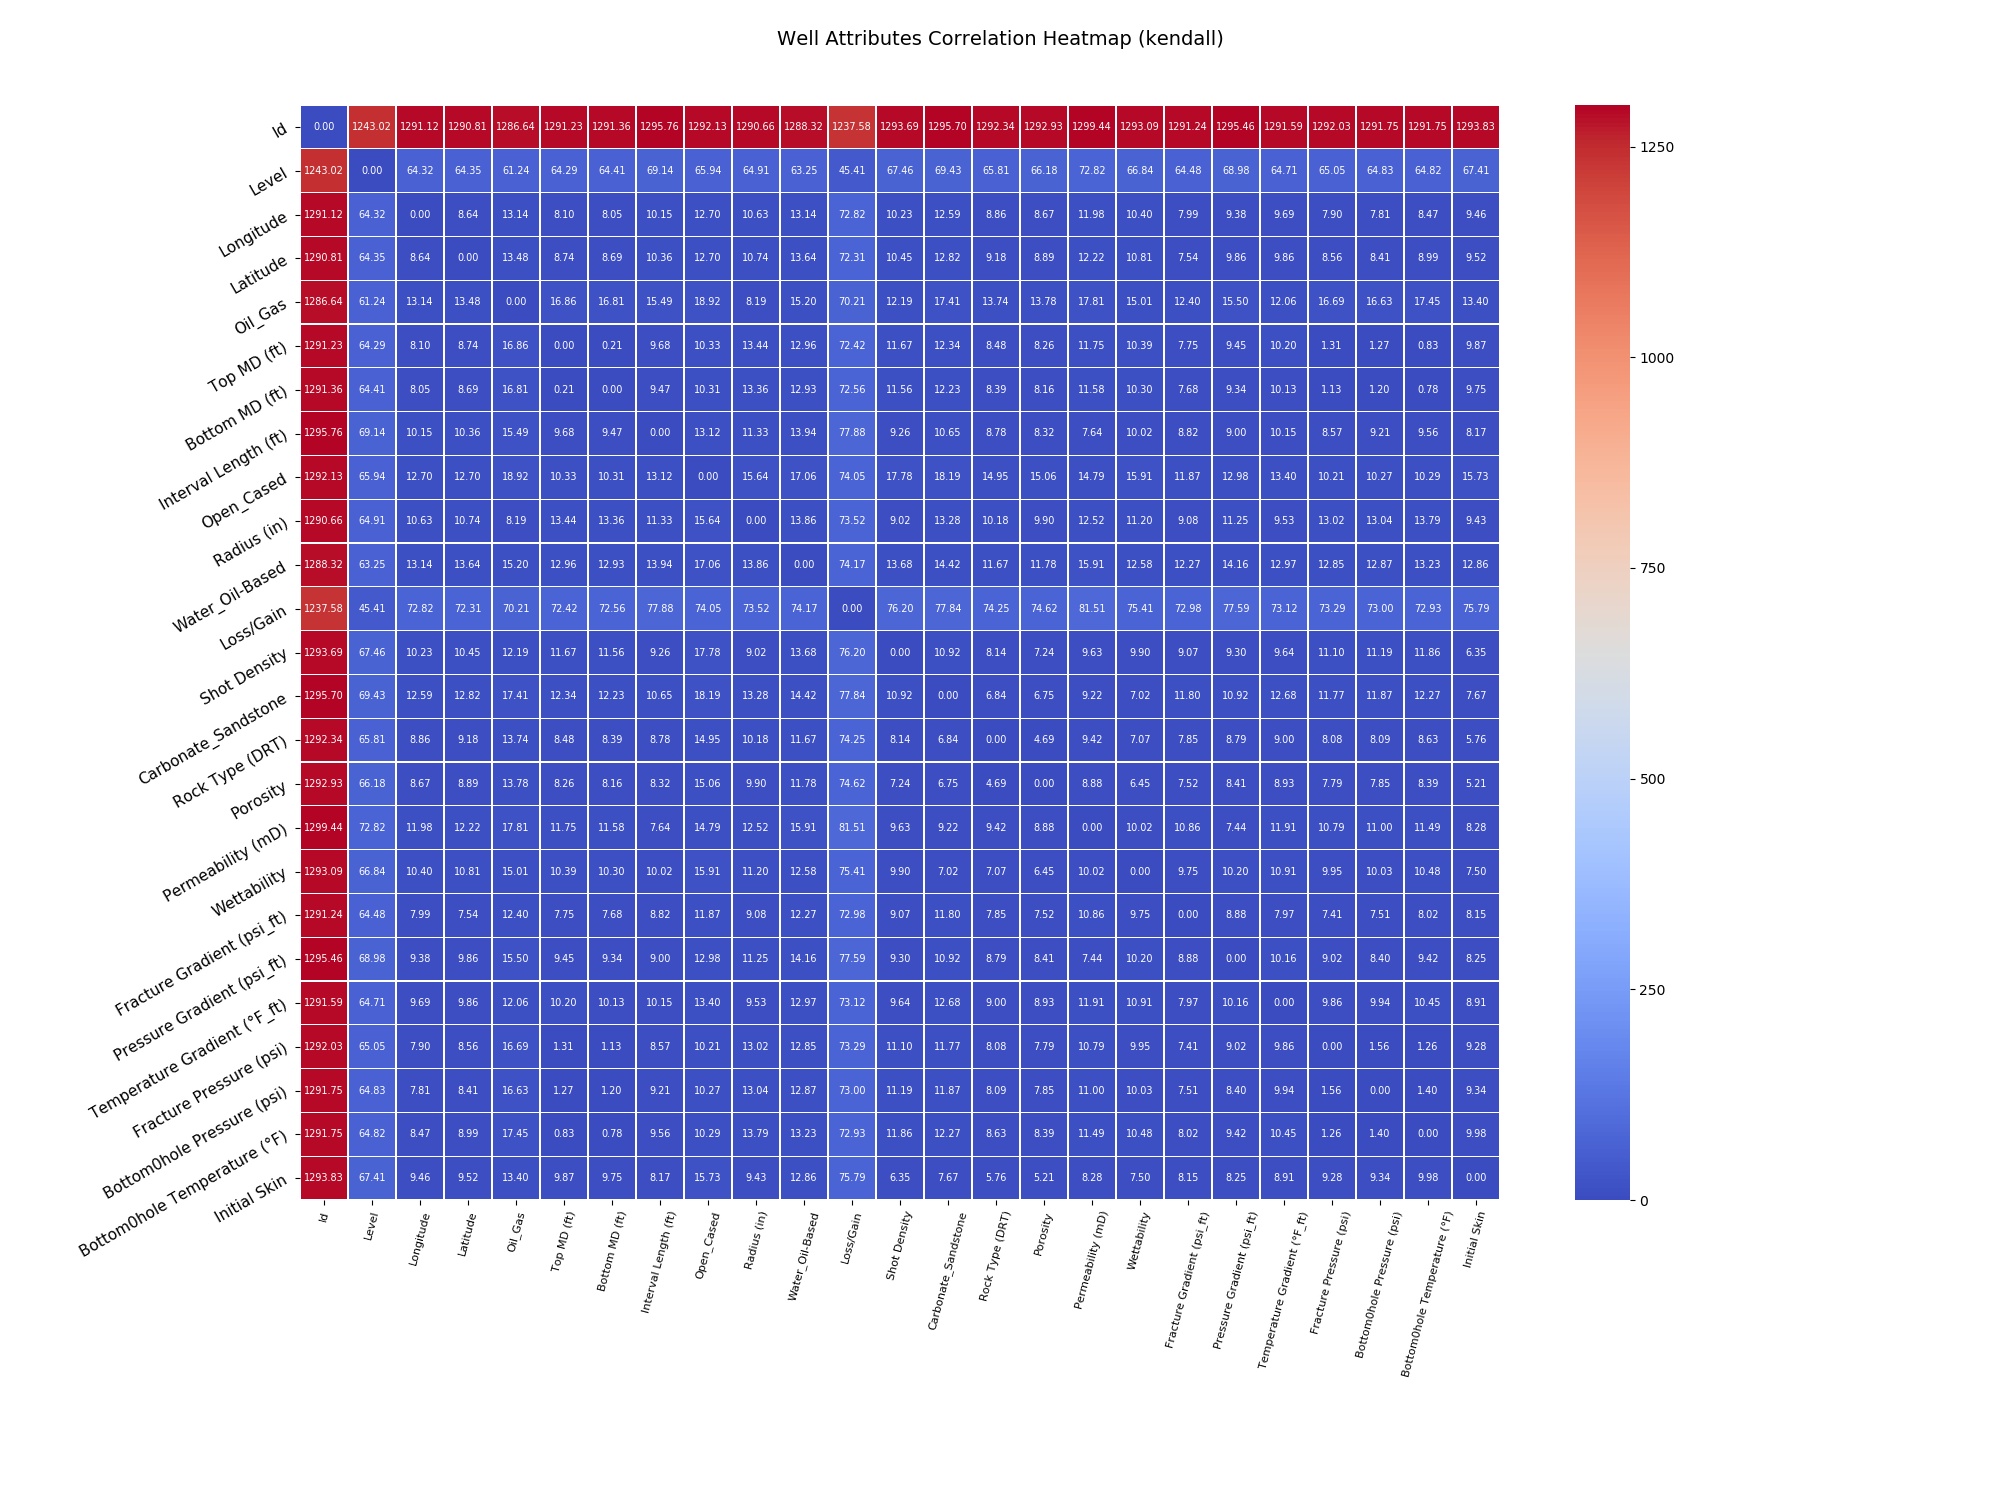 Well Attributes Correlation Heatmap (kendall)
Id 0.00 1243.02 1291.12 1290.81 1286.64 1291.23 1291.36 1295.76 1292.13 1290.66 1288.32 1237.58 1293.69 1295.70 1292.34 1292.93 1299.44 1293.09 1291.24 1295.46 1291.59 1292.03 1291.75 1291.75 1293.83
Level 1243.02 0.00 64.32 64.35 61.24 64.29 64.41 69.14 65.94 64.91 63.25 45.41 67.46 69.43 65.81 66.18 72.82 66.84 64.48 68.98 64.71 65.05 64.83 64.82 67.41
Longitude 1291.12 64.32 0.00 8.64 13.14 8.10 8.05 10.15 12.70 10.63 13.14 72.82 10.23 12.59 8.86 8.67 11.98 10.40 7.99 9.38 9.69 7.90 7.81 8.47 9.46
Latitude 1290.81 64.35 8.64 0.00 13.48 8.74 8.69 10.36 12.70 10.74 13.64 72.31 10.45 12.82 9.18 8.89 12.22 10.81 7.54 9.86 9.86 8.56 8.41 8.99 9.52
Oil_Gas 1286.64 61.24 13.14 13.48 0.00 16.86 16.81 15.49 18.92 8.19 15.20 70.21 12.19 17.41 13.74 13.78 17.81 15.01 12.40 15.50 12.06 16.69 16.63 17.45 13.40
Top MD (ft) 1291.23 64.29 8.10 8.74 16.86 0.00 0.21 9.68 10.33 13.44 12.96 72.42 11.67 12.34 8.48 8.26 11.75 10.39 7.75 9.45 10.20 1.31 1.27 0.83 9.87
Bottom MD (ft) 1291.36 64.41 8.05 8.69 16.81 0.21 0.00 9.47 10.31 13.36 12.93 72.56 11.56 12.23 8.39 8.16 11.58 10.30 7.68 9.34 10.13 1.13 1.20 0.78 9.75
Interval Length (ft) 1295.76 69.14 10.15 10.36 15.49 9.68 9.47 0.00 13.12 11.33 13.94 77.88 9.26 10.65 8.78 8.32 7.64 10.02 8.82 9.00 10.15 8.57 9.21 9.56 8.17
Open_Cased 1292.13 65.94 12.70 12.70 18.92 10.33 10.31 13.12 0.00 15.64 17.06 74.05 17.78 18.19 14.95 15.06 14.79 15.91 11.87 12.98 13.40 10.21 10.27 10.29 15.73
Radius (in) 1290.66 64.91 10.63 10.74 8.19 13.44 13.36 11.33 15.64 0.00 13.86 73.52 9.02 13.28 10.18 9.90 12.52 11.20 9.08 11.25 9.53 13.02 13.04 13.79 9.43
Water_Oil-Based 1288.32 63.25 13.14 13.64 15.20 12.96 12.93 13.94 17.06 13.86 0.00 74.17 13.68 14.42 11.67 11.78 15.91 12.58 12.27 14.16 12.97 12.85 12.87 13.23 12.86
Loss/Gain 1237.58 45.41 72.82 72.31 70.21 72.42 72.56 77.88 74.05 73.52 74.17 0.00 76.20 77.84 74.25 74.62 81.51 75.41 72.98 77.59 73.12 73.29 73.00 72.93 75.79
Shot Density 1293.69 67.46 10.23 10.45 12.19 11.67 11.56 9.26 17.78 9.02 13.68 76.20 0.00 10.92 8.14 7.24 9.63 9.90 9.07 9.30 9.64 11.10 11.19 11.86 6.35
Carbonate_Sandstone 1295.70 69.43 12.59 12.82 17.41 12.34 12.23 10.65 18.19 13.28 14.42 77.84 10.92 0.00 6.84 6.75 9.22 7.02 11.80 10.92 12.68 11.77 11.87 12.27 7.67
Rock Type (DRT) 1292.34 65.81 8.86 9.18 13.74 8.48 8.39 8.78 14.95 10.18 11.67 74.25 8.14 6.84 0.00 4.69 9.42 7.07 7.85 8.79 9.00 8.08 8.09 8.63 5.76
Porosity 1292.93 66.18 8.67 8.89 13.78 8.26 8.16 8.32 15.06 9.90 11.78 74.62 7.24 6.75 4.69 0.00 8.88 6.45 7.52 8.41 8.93 7.79 7.85 8.39 5.21
Permeability (mD) 1299.44 72.82 11.98 12.22 17.81 11.75 11.58 7.64 14.79 12.52 15.91 81.51 9.63 9.22 9.42 8.88 0.00 10.02 10.86 7.44 11.91 10.79 11.00 11.49 8.28
Wettability 1293.09 66.84 10.40 10.81 15.01 10.39 10.30 10.02 15.91 11.20 12.58 75.41 9.90 7.02 7.07 6.45 10.02 0.00 9.75 10.20 10.91 9.95 10.03 10.48 7.50
Fracture Gradient (psi_ft) 1291.24 64.48 7.99 7.54 12.40 7.75 7.68 8.82 11.87 9.08 12.27 72.98 9.07 11.80 7.85 7.52 10.86 9.75 0.00 8.88 7.97 7.41 7.51 8.02 8.15
Pressure Gradient (psi_ft) 1295.46 68.98 9.38 9.86 15.50 9.45 9.34 9.00 12.98 11.25 14.16 77.59 9.30 10.92 8.79 8.41 7.44 10.20 8.88 0.00 10.16 9.02 8.40 9.42 8.25
Temperature Gradient (°F_ft) 1291.59 64.71 9.69 9.86 12.06 10.20 10.13 10.15 13.40 9.53 12.97 73.12 9.64 12.68 9.00 8.93 11.91 10.91 7.97 10.16 0.00 9.86 9.94 10.45 8.91
Fracture Pressure (psi) 1292.03 65.05 7.90 8.56 16.69 1.31 1.13 8.57 10.21 13.02 12.85 73.29 11.10 11.77 8.08 7.79 10.79 9.95 7.41 9.02 9.86 0.00 1.56 1.26 9.28
Bottom0hole Pressure (psi) 1291.75 64.83 7.81 8.41 16.63 1.27 1.20 9.21 10.27 13.04 12.87 73.00 11.19 11.87 8.09 7.85 11.00 10.03 7.51 8.40 9.94 1.56 0.00 1.40 9.34
Bottom0hole Temperature (°F) 1291.75 64.82 8.47 8.99 17.45 0.83 0.78 9.56 10.29 13.79 13.23 72.93 11.86 12.27 8.63 8.39 11.49 10.48 8.02 9.42 10.45 1.26 1.40 0.00 9.98
Initial Skin 1293.83 67.41 9.46 9.52 13.40 9.87 9.75 8.17 15.73 9.43 12.86 75.79 6.35 7.67 5.76 5.21 8.28 7.50 8.15 8.25 8.91 9.28 9.34 9.98 0.00
Id
Level
Longitude
Latitude
Oil_Gas
Top MD (ft)
Bottom MD (ft)
Interval Length (ft)
Open_Cased
Radius (in)
Water_Oil-Based
Loss/Gain
Shot Density
Carbonate_Sandstone
Rock Type (DRT)
Porosity
Permeability (mD)
Wettability
Fracture Gradient (psi_ft)
Pressure Gradient (psi_ft)
Temperature Gradient (°F_ft)
Fracture Pressure (psi)
Bottom0hole Pressure (psi)
Bottom0hole Temperature (°F)
Initial Skin
1250
1000
750
500
250
0